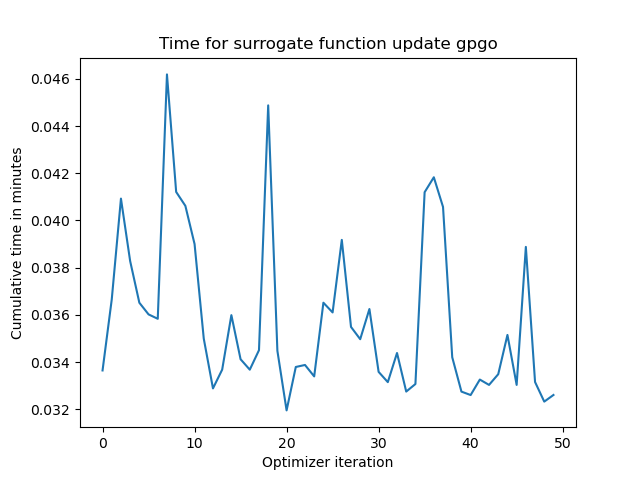 Time for surrogate function update gpgo
Cumulative time in minutes
0.046
0.044
0.042
0.040
0.038
0.036
0.034
0.032
0 10 20 30 40 50
Optimizer iteration